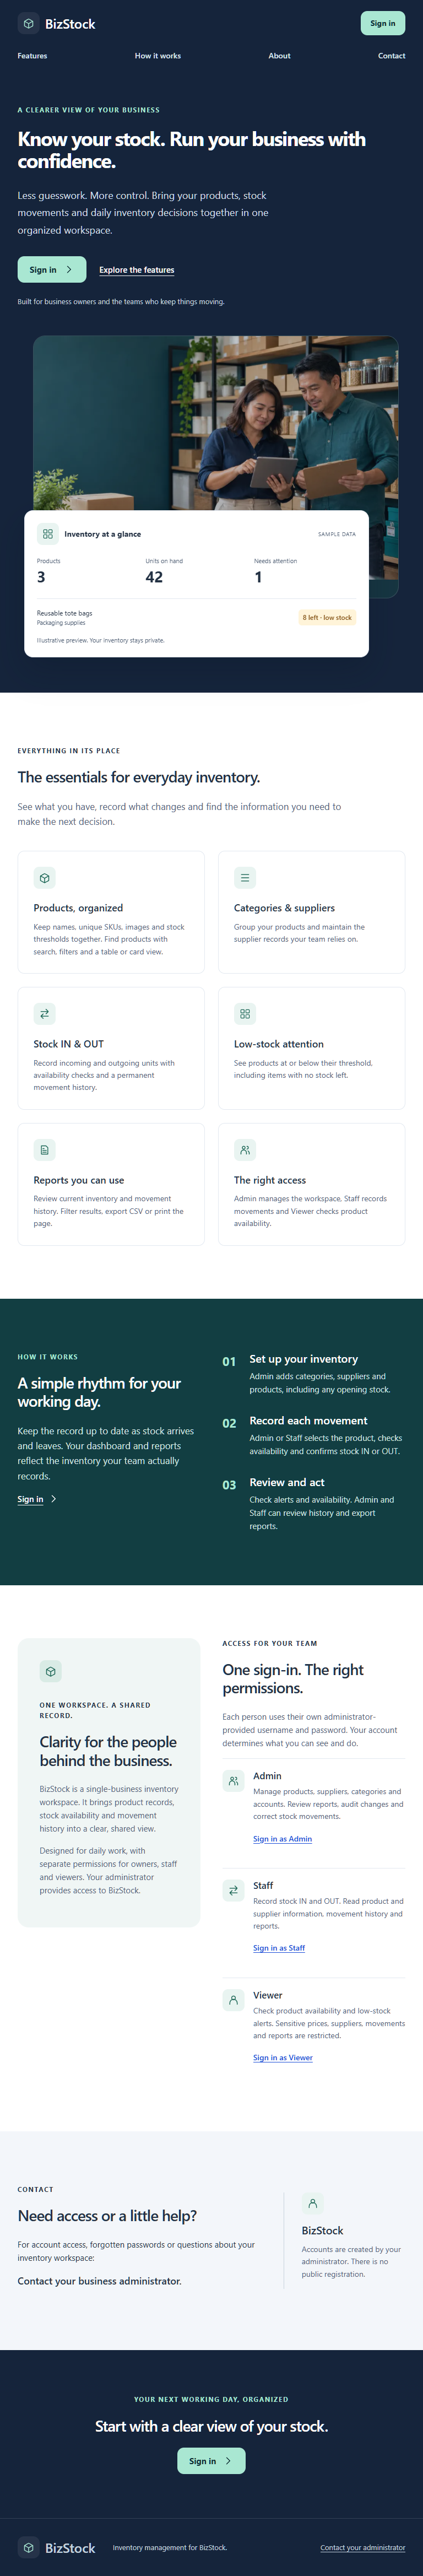 BizStock
Sign in
Features
How it works
About
Contact
A CLEARER VIEW OF YOUR BUSINESS
Know your stock. Run your business with
confidence.
Less guesswork. More control. Bring your products, stock
movements and daily inventory decisions together in one
organized workspace.
Sign in
Explore the features
Built for business owners and the teams who keep things moving.
Inventory at a glance
SAMPLE DATA
Products
Units on hand
Needs attention
3
42
1
Reusable tote bags
Packaging supplies
8 left · low stock
Illustrative preview. Your inventory stays private.
EVERYTHING IN ITS PLACE
The essentials for everyday inventory.
See what you have, record what changes and find the information you need to
make the next decision.
Products, organized
Keep names, unique SKUs, images and stock
thresholds together. Find products with
search, filters and a table or card view.
Categories & suppliers
Group your products and maintain the
supplier records your team relies on.
Stock IN & OUT
Record incoming and outgoing units with
availability checks and a permanent
movement history.
Low-stock attention
See products at or below their threshold,
including items with no stock left.
Reports you can use
Review current inventory and movement
history. Filter results, export CSV or print the
page.
The right access
Admin manages the workspace, Staff records
movements and Viewer checks product
availability.
HOW IT WORKS
A simple rhythm for your
working day.
Keep the record up to date as stock arrives
and leaves. Your dashboard and reports
reflect the inventory your team actually
records.
Sign in
01
Set up your inventory
Admin adds categories, suppliers and
products, including any opening stock.
02
Record each movement
Admin or Staff selects the product, checks
availability and confirms stock IN or OUT.
03
Review and act
Check alerts and availability. Admin and
Staff can review history and export
reports.
ONE WORKSPACE. A SHARED
RECORD.
Clarity for the people
behind the business.
BizStock is a single-business inventory
workspace. It brings product records,
stock availability and movement
history into a clear, shared view.
Designed for daily work, with
separate permissions for owners, staff
and viewers. Your administrator
provides access to BizStock.
ACCESS FOR YOUR TEAM
One sign-in. The right
permissions.
Each person uses their own administrator-
provided username and password. Your account
determines what you can see and do.
Admin
Manage products, suppliers, categories and
accounts. Review reports, audit changes and
correct stock movements.
Sign in as Admin
Staff
Record stock IN and OUT. Read product and
supplier information, movement history and
reports.
Sign in as Staff
Viewer
Check product availability and low-stock
alerts. Sensitive prices, suppliers, movements
and reports are restricted.
Sign in as Viewer
CONTACT
Need access or a little help?
For account access, forgotten passwords or questions about your
inventory workspace:
Contact your business administrator.
BizStock
Accounts are created by your
administrator. There is no
public registration.
YOUR NEXT WORKING DAY, ORGANIZED
Start with a clear view of your stock.
Sign in
BizStock
Inventory management for BizStock.
Contact your administrator